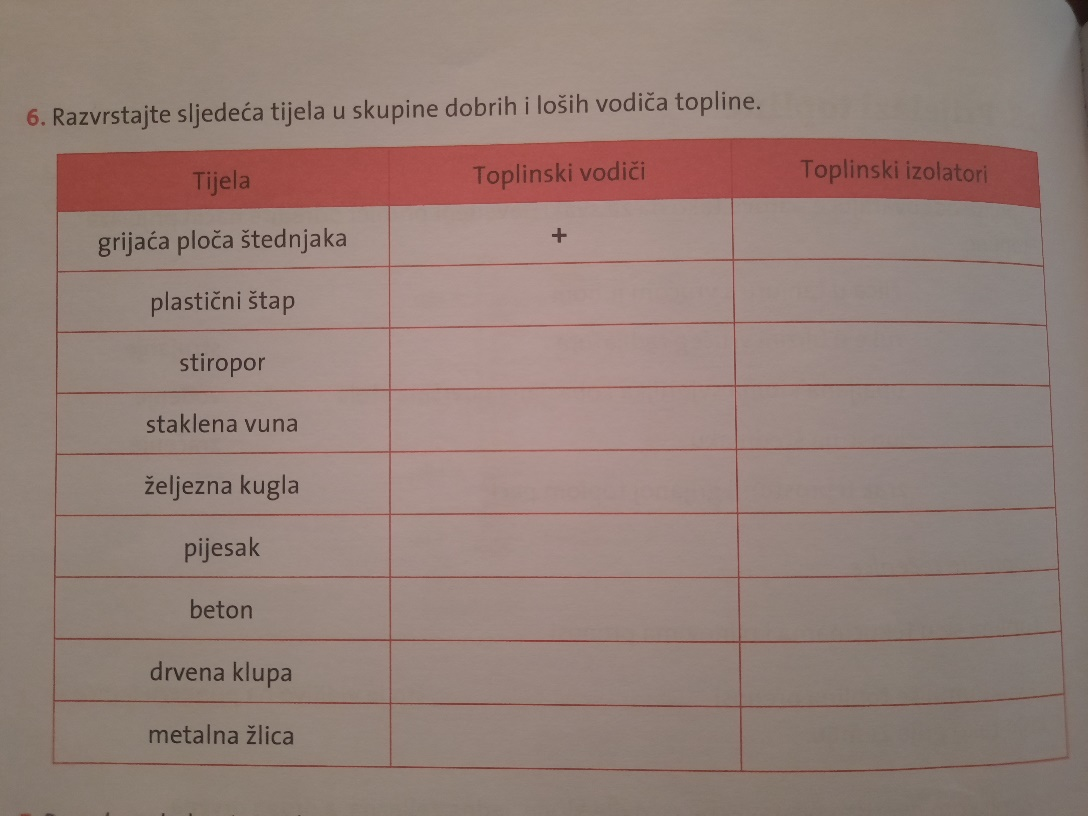 6. Razvrstajte sljedeća tijela u skupine dobrih i loših vodiča topline.
Tijela Toplinski vodiči Toplinski izolatori
grijaća ploča štednjaka +
plastični štap
stiropor
staklena vuna
željezna kugla
pijesak
beton
drvena klupa
metalna žlica